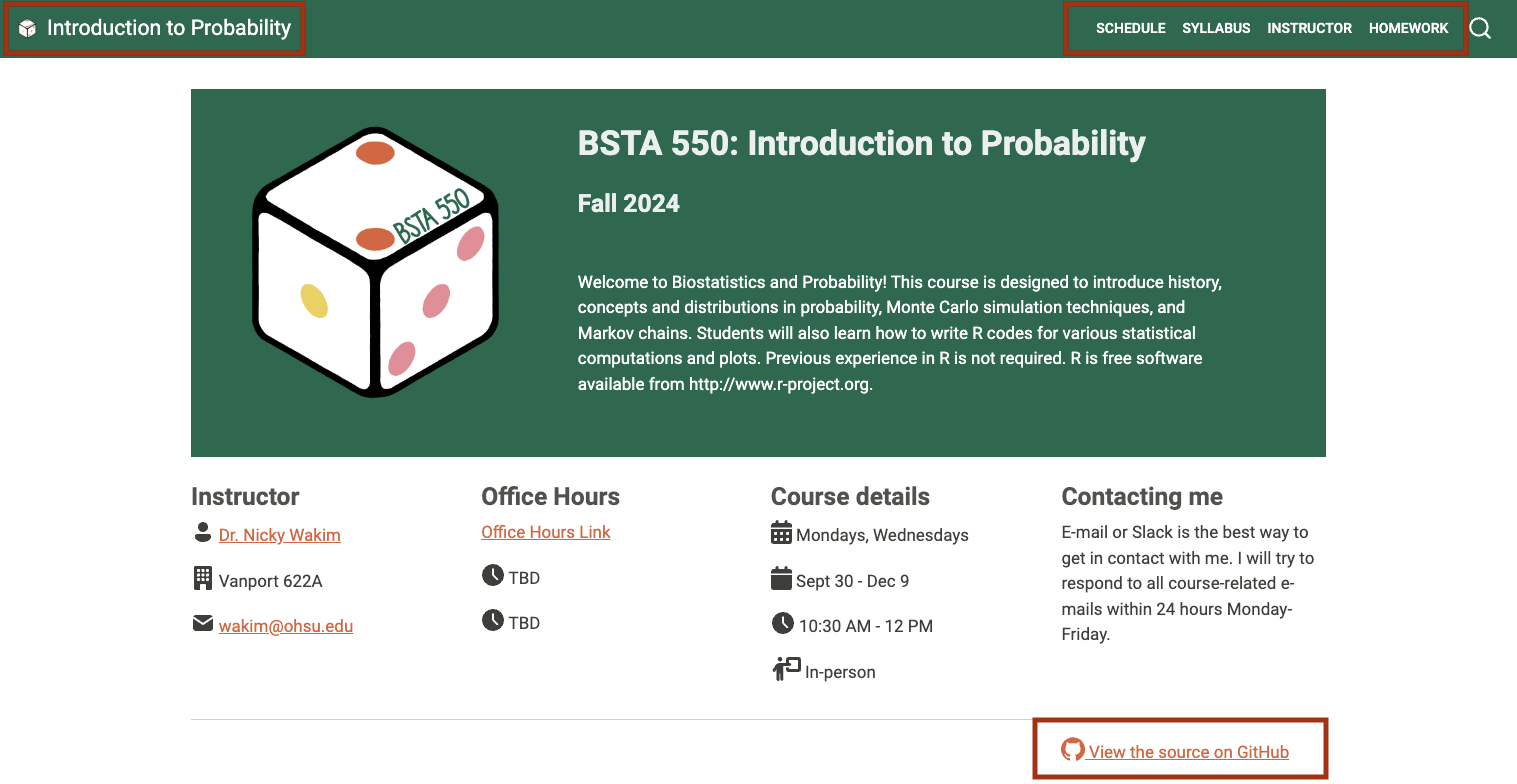 Introduction to Probability
SCHEDULE SYLLABUS INSTRUCTOR HOMEWORK
BSTA 550
BSTA 550: Introduction to Probability
Fall 2024
Welcome to Biostatistics and Probability! This course is designed to introduce history,
concepts and distributions in probability, Monte Carlo simulation techniques, and
Markov chains. Students will also learn how to write R codes for various statistical
computations and plots. Previous experience in R is not required. R is free software
available from http://www.r-project.org.
Instructor
Dr. Nicky Wakim
Vanport 622A
wakim@ohsu.edu
Office Hours
Office Hours Link
TBD
TBD
Course details
Mondays, Wednesdays
Sept 30 - Dec 9
10:30 AM - 12 PM
In-person
Contacting me
E-mail or Slack is the best way to
get in contact with me. I will try to
respond to all course-related e-
mails within 24 hours Monday-
Friday.
View the source on GitHub